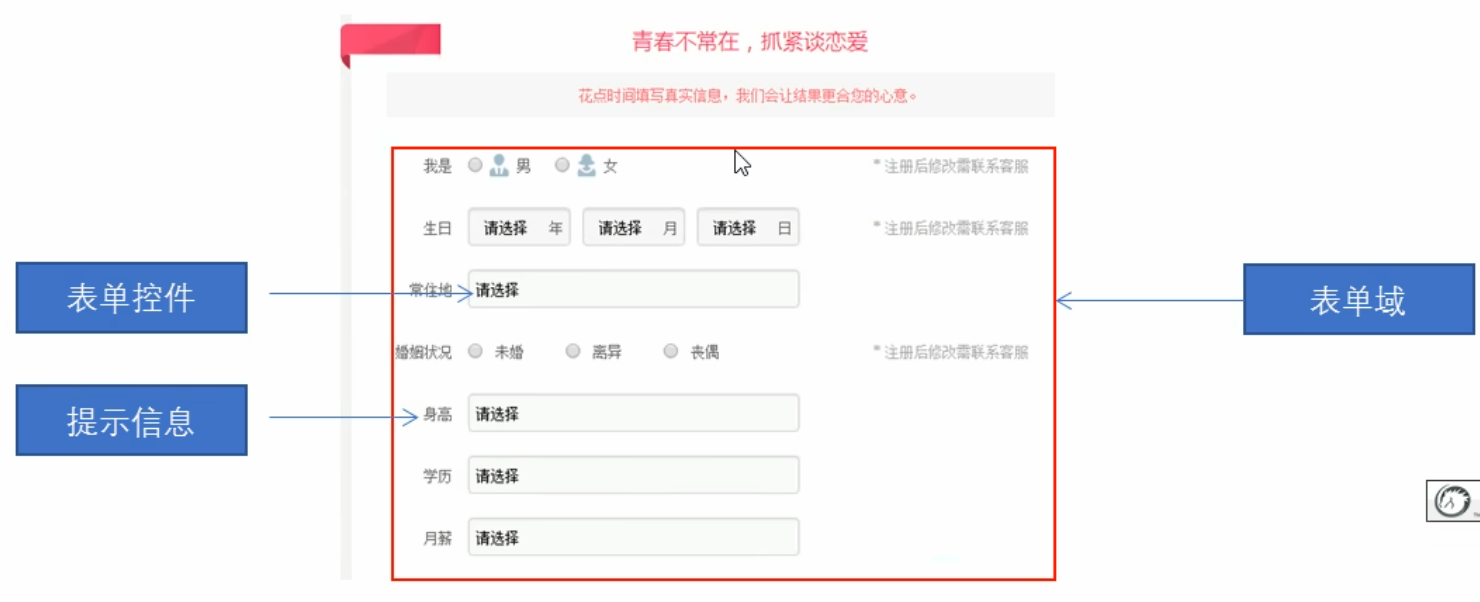 青春不常在，抓紧谈恋爱
花点时间填写真实信息，我们会让结果更合您的心意。
我是 男 女 *注册后修改需联系客服
生日 请选择 年 请选择 月 请选择 日 *注册后修改需联系客服
表单控件 常住地 请选择 表单域
婚姻状况 未婚 离异 丧偶 *注册后修改需联系客服
提示信息 身高 请选择
学历 请选择
月薪 请选择